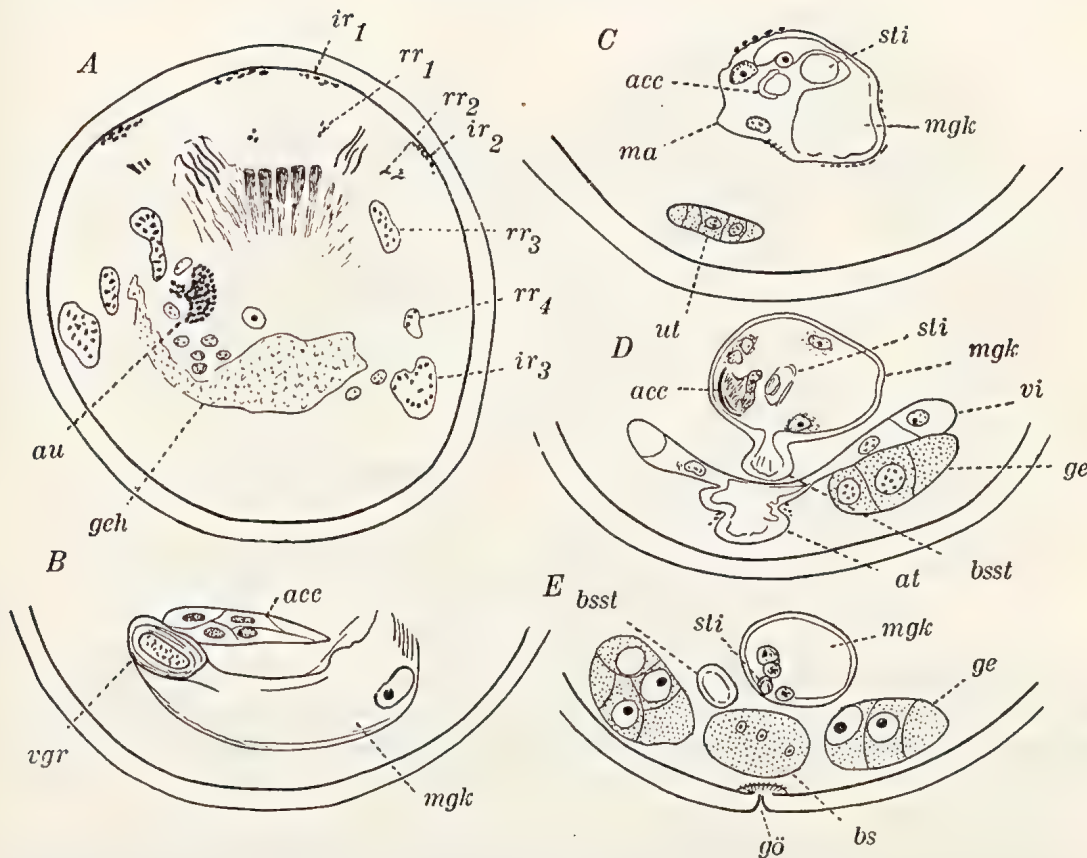 A
ir1
rr1
rr2
ir2
rr3
rr4
ir3
au
geh
B
acc
vgr
mgk
C
sti
acc
mgk
ma
ut
D
sti
mgk
acc
vi
ge
at
bsst
E
bsst
sti
mgk
ge
bs
gö